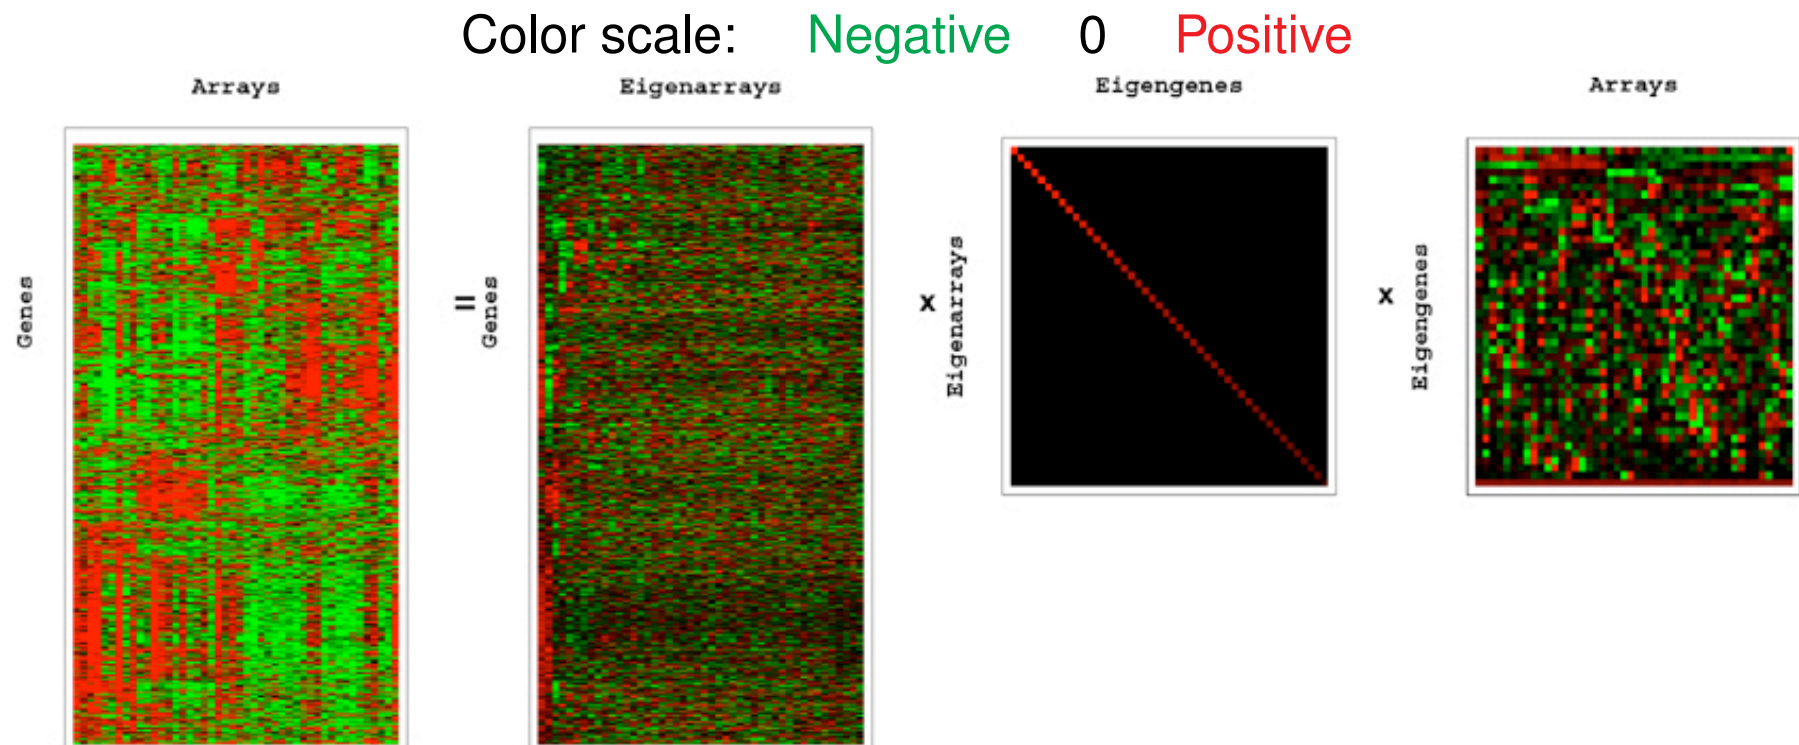 Color scale: Negative 0 Positive
Arrays
Eigenarrays
Eigengenes
Arrays
Genes
=
Genes
x
Eigenarrays
x
Eigengenes